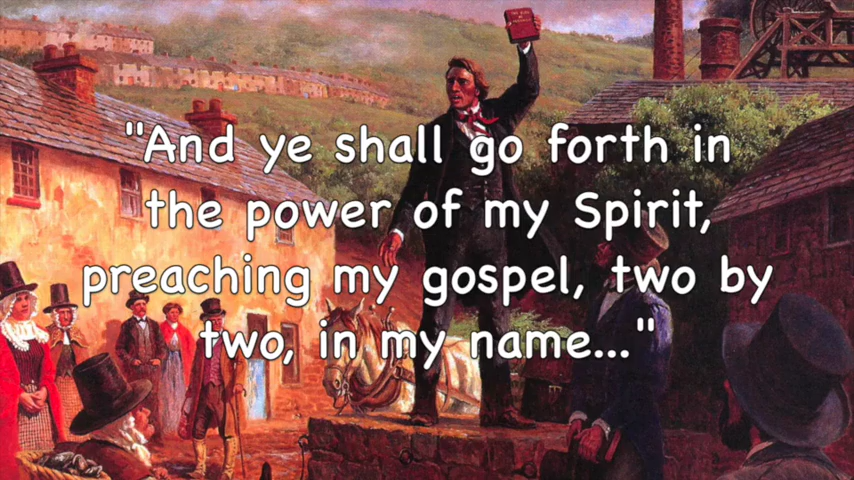 "And ye shall go forth in
the power of my Spirit,
preaching my gospel, two by
two, in my name..."